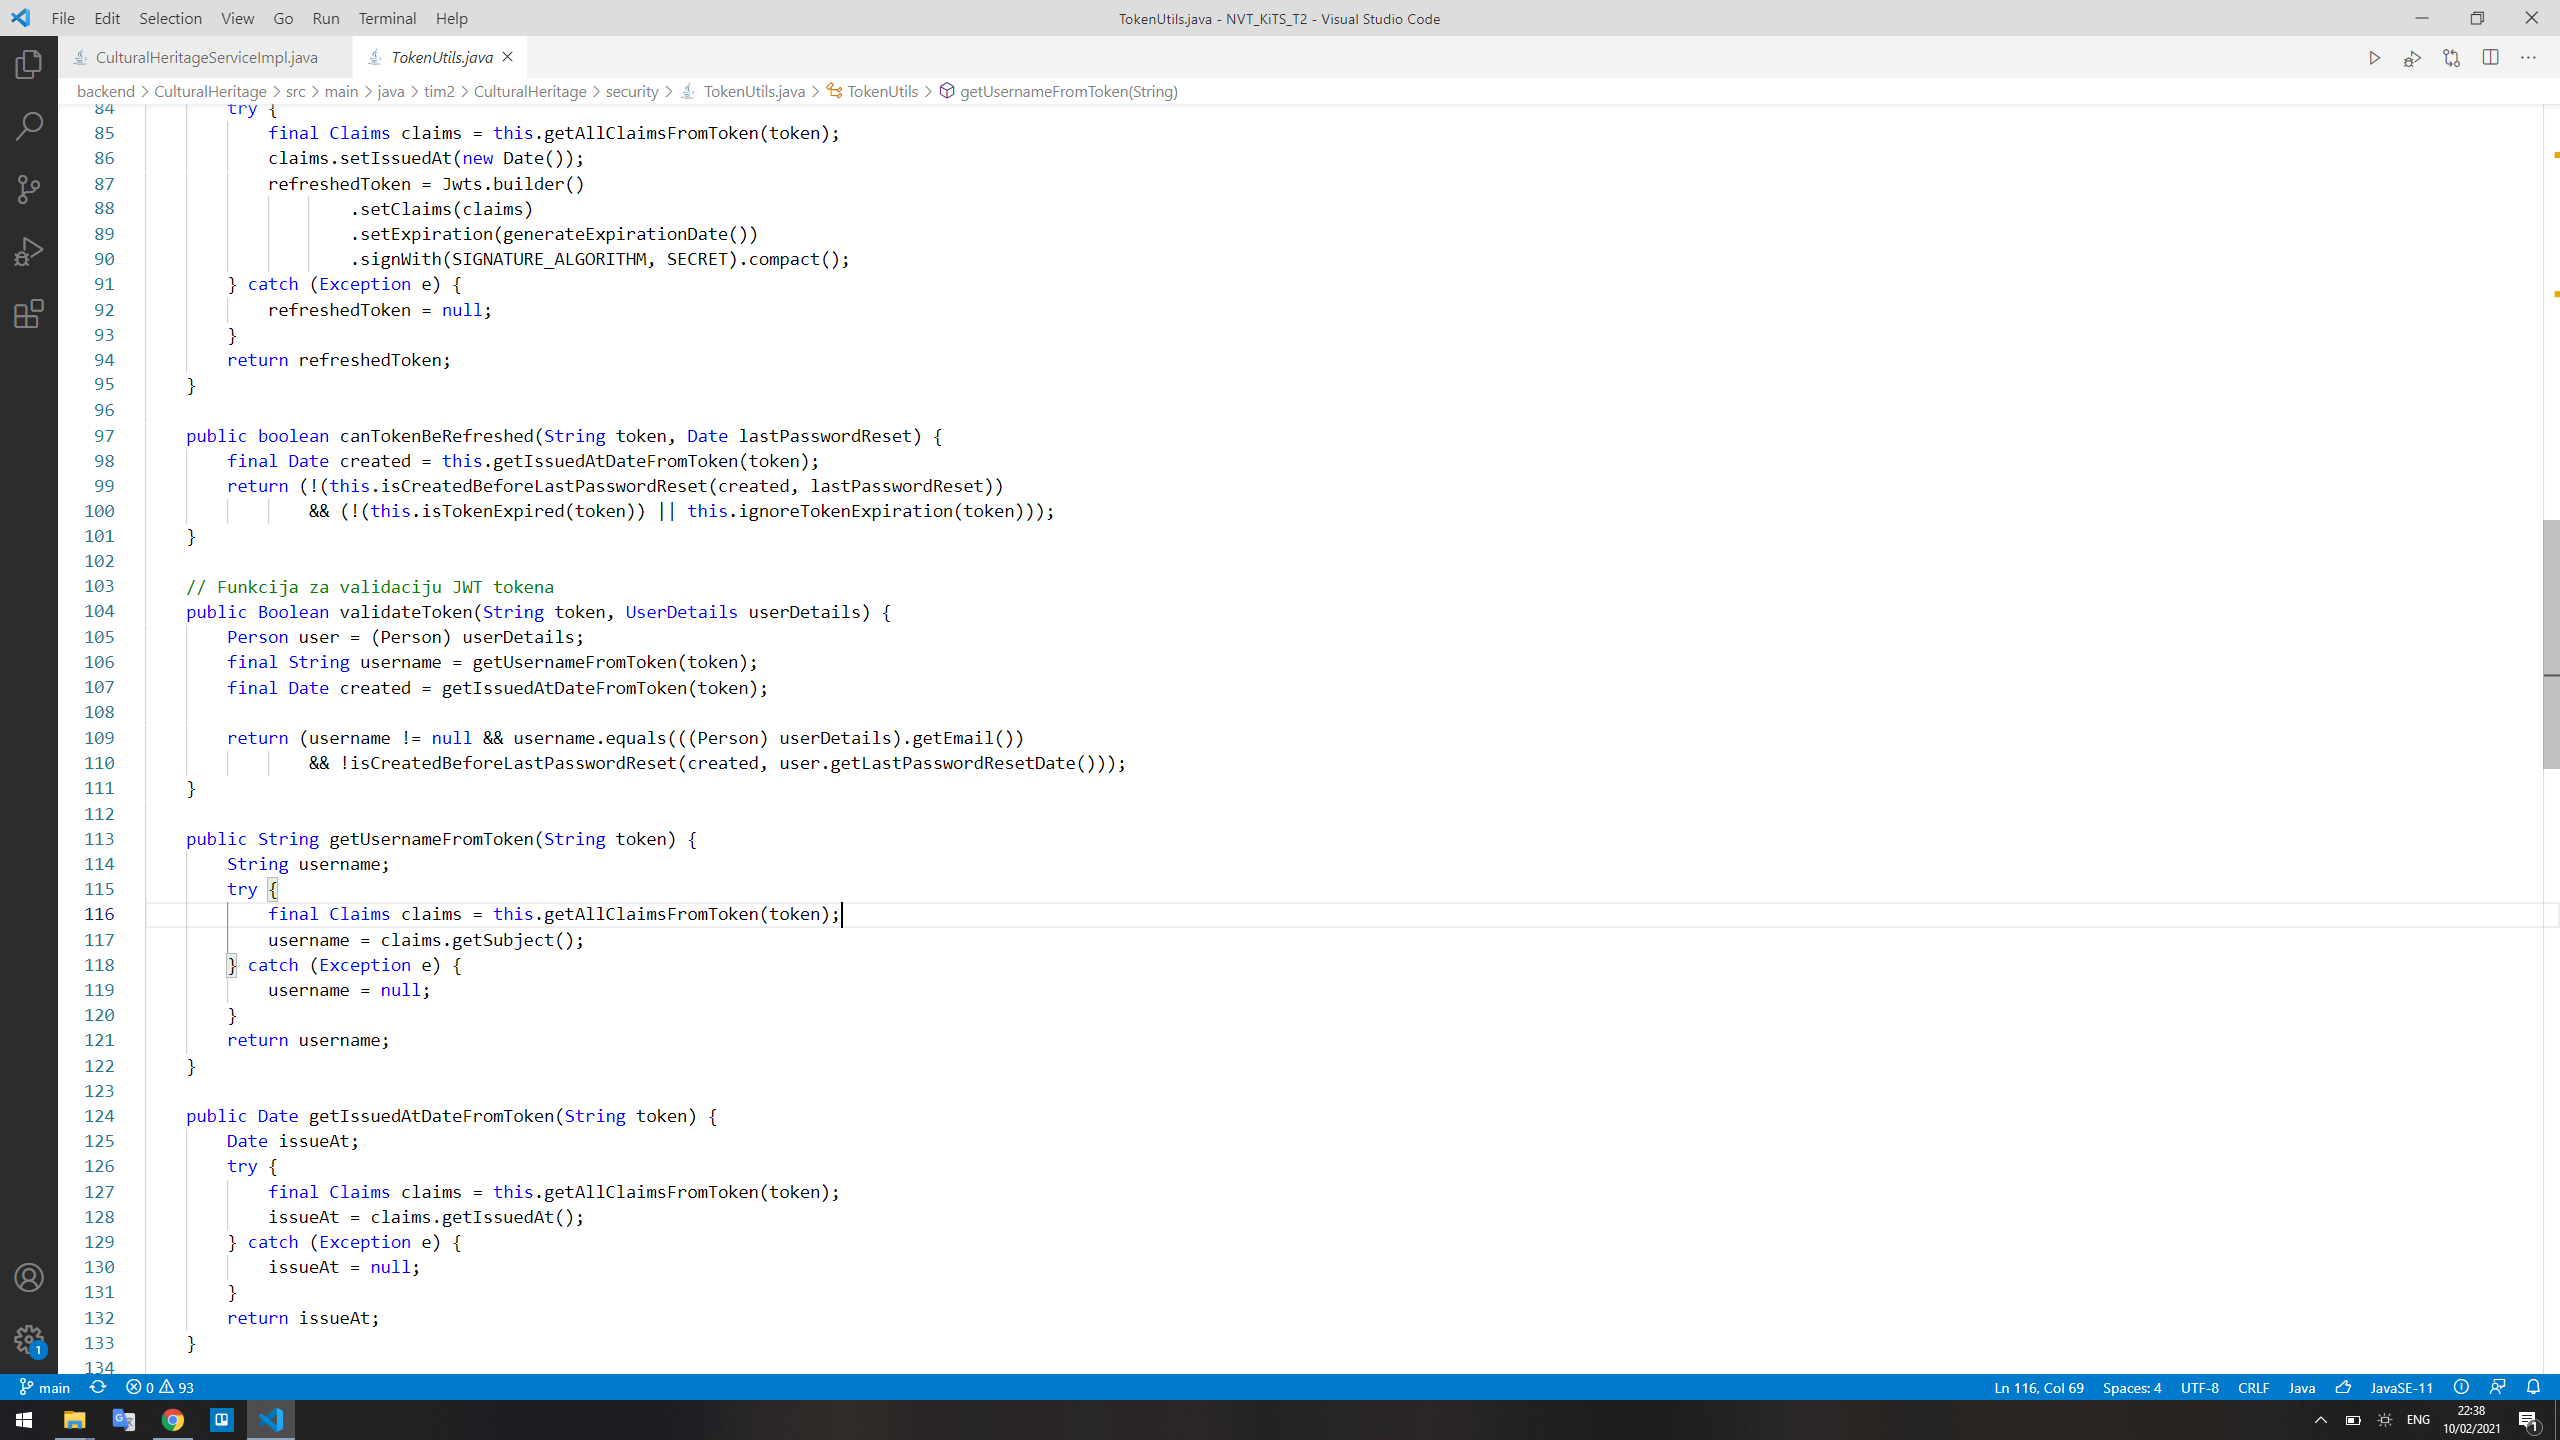 File Edit Selection View Go Run Terminal Help
TokenUtils.java - NVT_KiTS_T2 - Visual Studio Code
CulturalHeritageServiceImpl.java
TokenUtils.java
backend > CulturalHeritage > src > main > java > tim2 > CulturalHeritage > security > TokenUtils.java > TokenUtils > getUsernameFromToken(String)
84 try {
85 final Claims claims = this.getAllClaimsFromToken(token);
86 claims.setIssuedAt(new Date());
87 refreshedToken = Jwts.builder()
88 .setClaims(claims)
89 .setExpiration(generateExpirationDate())
90 .signWith(SIGNATURE_ALGORITHM, SECRET).compact();
91 } catch (Exception e) {
92 refreshedToken = null;
93 }
94 return refreshedToken;
95 }
96
97 public boolean canTokenBeRefreshed(String token, Date lastPasswordReset) {
98 final Date created = this.getIssuedAtDateFromToken(token);
99 return (!(this.isCreatedBeforeLastPasswordReset(created, lastPasswordReset))
100 && (!(this.isTokenExpired(token)) || this.ignoreTokenExpiration(token)));
101 }
102
103 // Funkcija za validaciju JWT tokena
104 public Boolean validateToken(String token, UserDetails userDetails) {
105 Person user = (Person) userDetails;
106 final String username = getUsernameFromToken(token);
107 final Date created = getIssuedAtDateFromToken(token);
108
109 return (username != null && username.equals(((Person) userDetails).getEmail())
110 && !isCreatedBeforeLastPasswordReset(created, user.getLastPasswordResetDate()));
111 }
112
113 public String getUsernameFromToken(String token) {
114 String username;
115 try {
116 final Claims claims = this.getAllClaimsFromToken(token);
117 username = claims.getSubject();
118 } catch (Exception e) {
119 username = null;
120 }
121 return username;
122 }
123
124 public Date getIssuedAtDateFromToken(String token) {
125 Date issueAt;
126 try {
127 final Claims claims = this.getAllClaimsFromToken(token);
128 issueAt = claims.getIssuedAt();
129 } catch (Exception e) {
130 issueAt = null;
131 }
132 return issueAt;
133 }
134
1
main 0 93 Ln 116, Col 69 Spaces: 4 UTF-8 CRLF Java JavaSE-11
ENG 22:38
10/02/2021
1